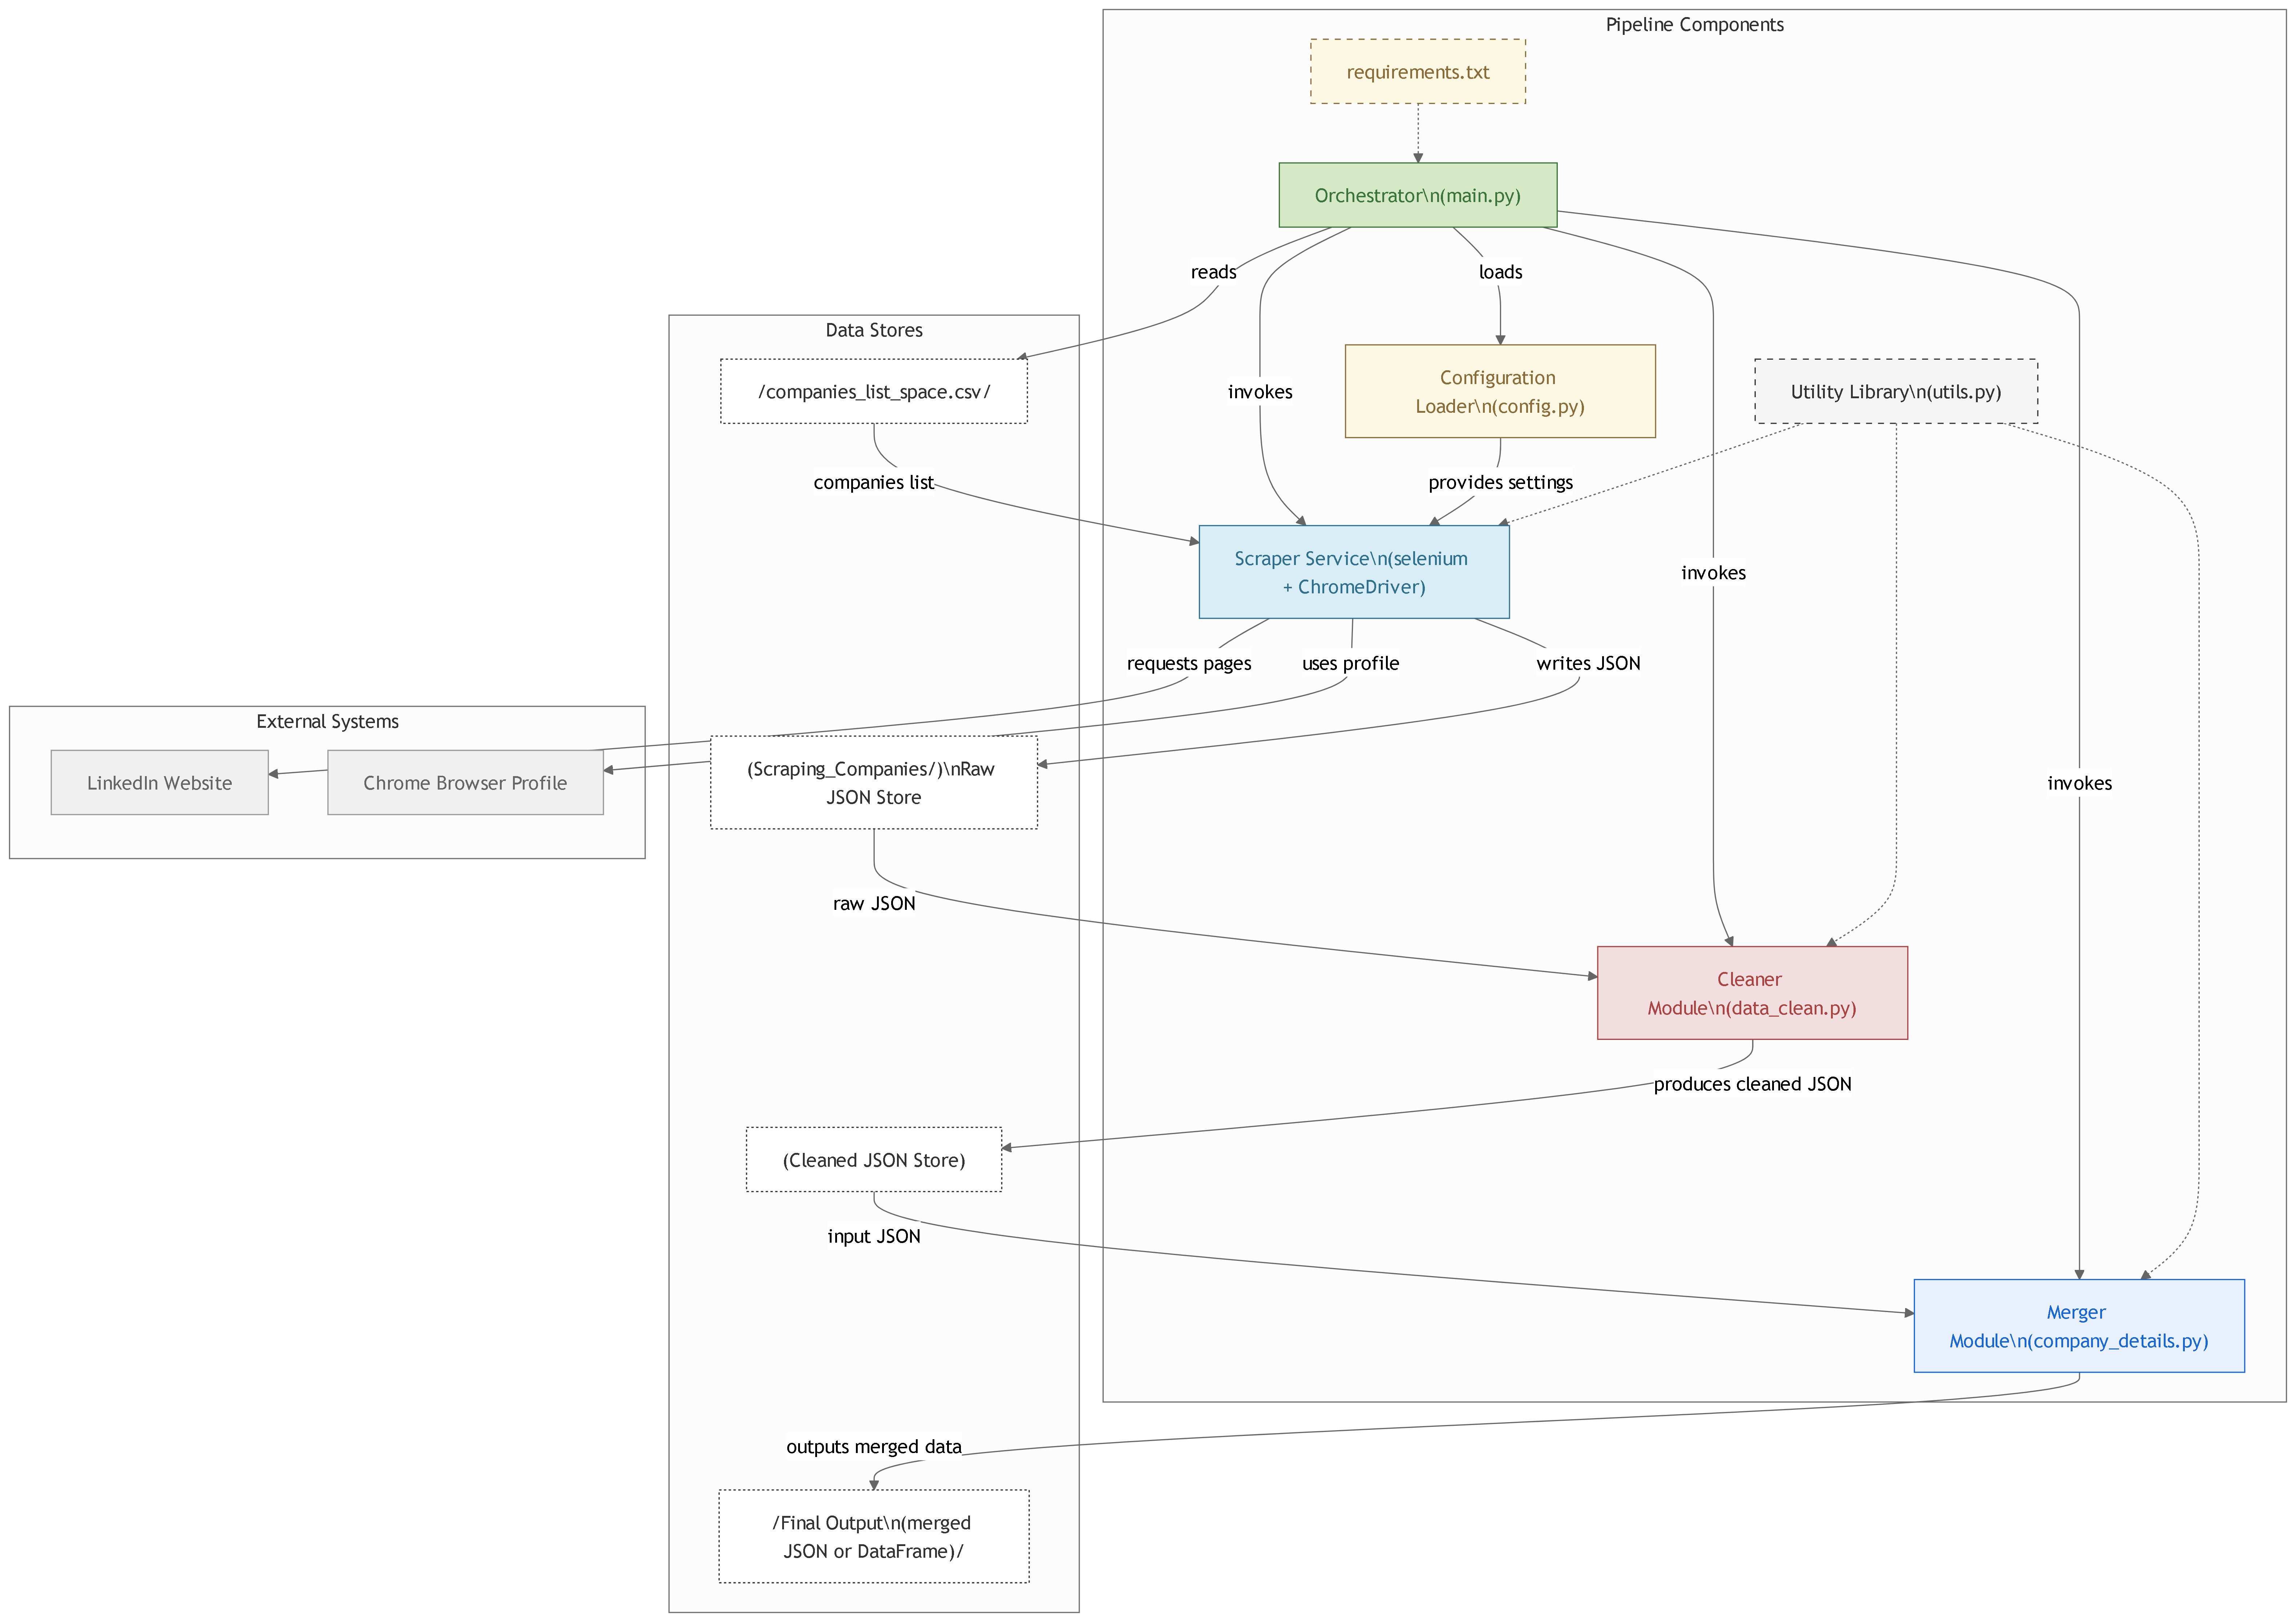 Pipeline Components
requirements.txt
Orchestrator\n(main.py)
reads
loads
Data Stores
/companies_list_space.csv/
invokes
Configuration
Loader\n(config.py)
Utility Library\n(utils.py)
companies list
provides settings
Scraper Service\n(selenium
+ ChromeDriver)
invokes
requests pages
uses profile
writes JSON
External Systems
LinkedIn Website
Chrome Browser Profile
(Scraping_Companies/)\nRaw
JSON Store
invokes
raw JSON
Cleaner
Module\n(data_clean.py)
produces cleaned JSON
(Cleaned JSON Store)
input JSON
Merger
Module\n(company_details.py)
outputs merged data
/Final Output\n(merged
JSON or DataFrame)/